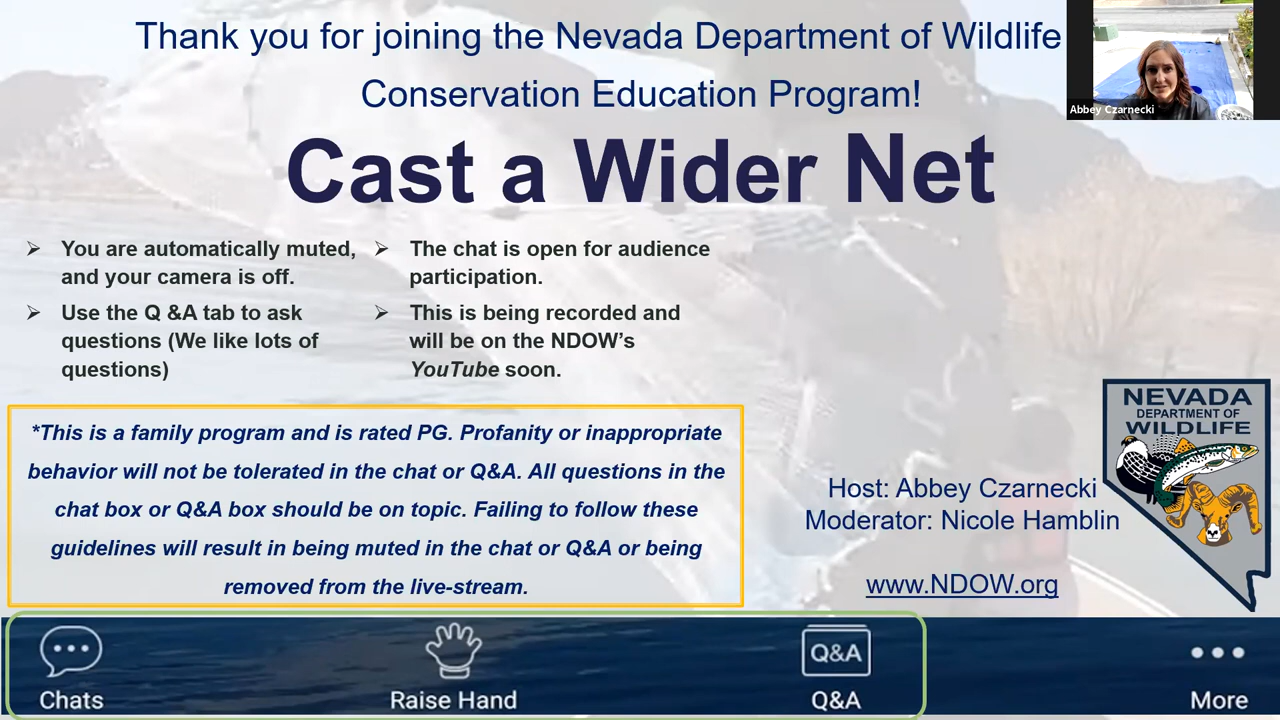 Thank you for joining the Nevada Department of Wildlife
Conservation Education Program!
Abbey Czarnecki
Cast a Wider Net
➢ You are automatically muted,
and your camera is off.
➢ Use the Q &A tab to ask
questions (We like lots of
questions)
➢ The chat is open for audience
participation.
➢ This is being recorded and
will be on the NDOW’s
YouTube soon.
*This is a family program and is rated PG. Profanity or inappropriate
behavior will not be tolerated in the chat or Q&A. All questions in the
chat box or Q&A box should be on topic. Failing to follow these
guidelines will result in being muted in the chat or Q&A or being
removed from the live-stream.
NEVADA
DEPARTMENT OF
WILDLIFE
Host: Abbey Czarnecki
Moderator: Nicole Hamblin
www.NDOW.org
Q&A
Chats
Raise Hand
Q&A
More